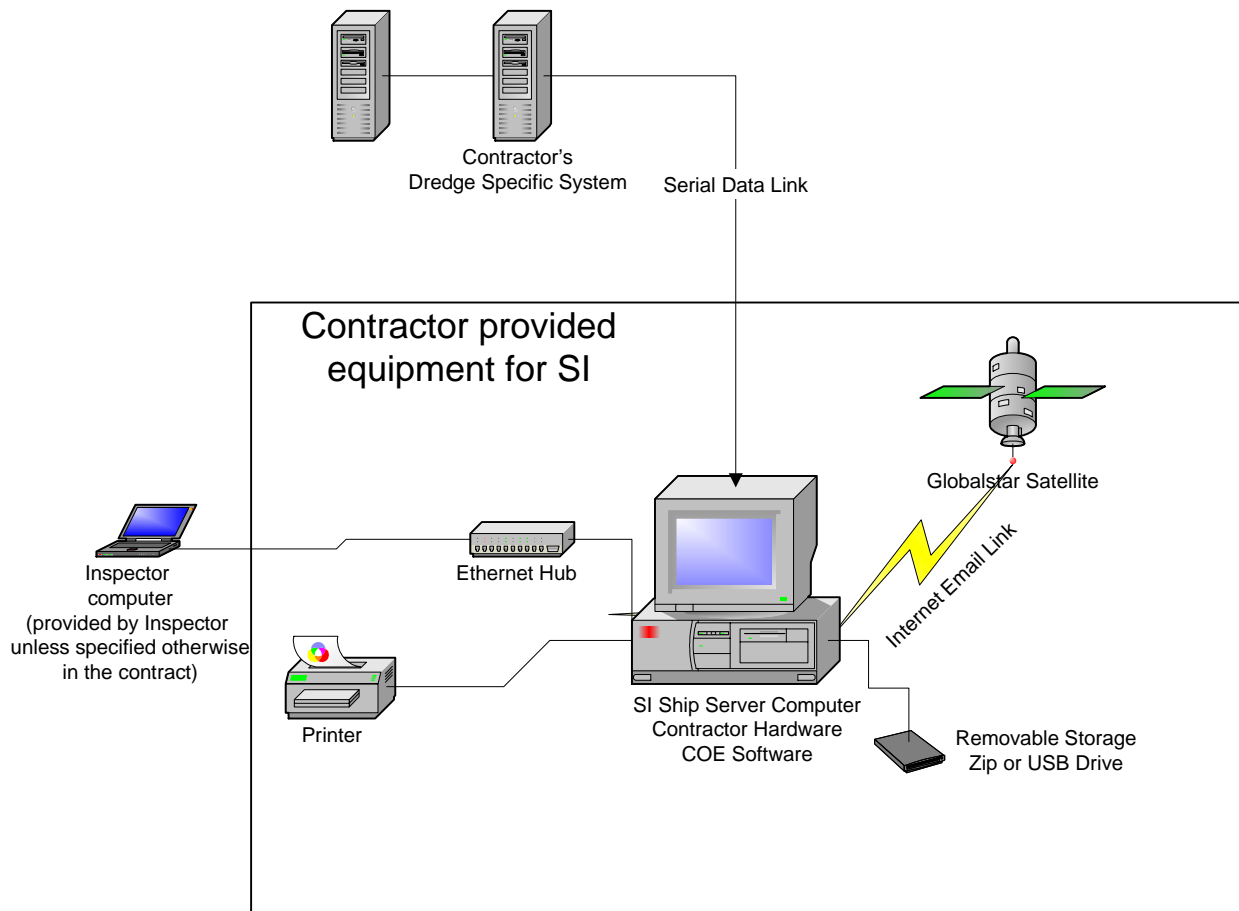 Contractor's
Dredge Specific System
Serial Data Link
Contractor provided
equipment for SI
Globalstar Satellite
Internet Email Link
Ethernet Hub
Inspector
computer
(provided by Inspector
unless specified otherwise
in the contract)
Printer
SI Ship Server Computer
Contractor Hardware
COE Software
Removable Storage
Zip or USB Drive